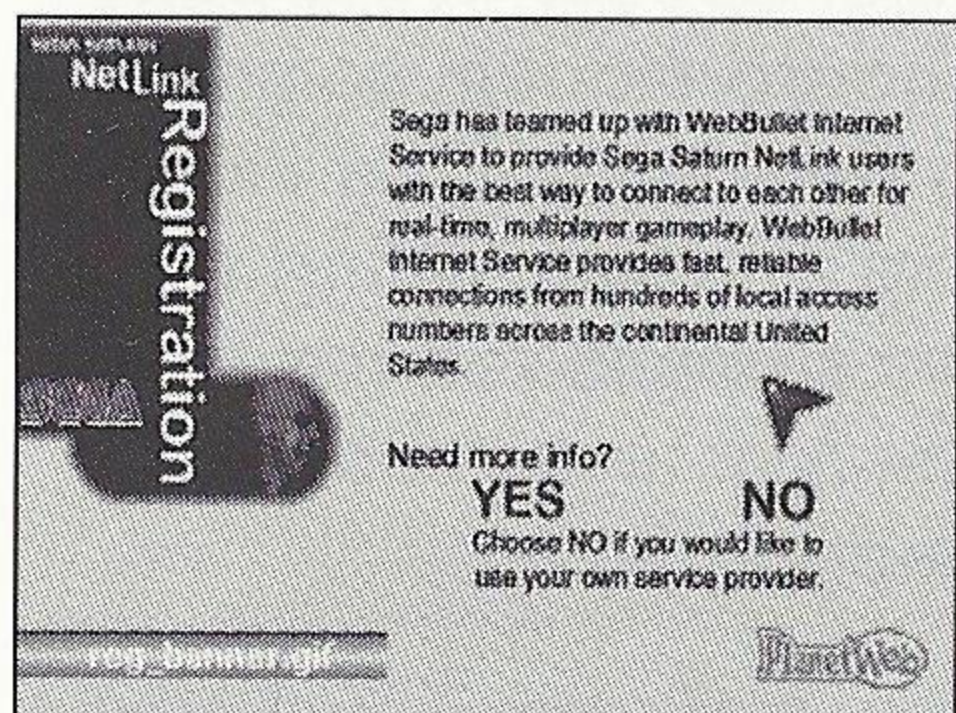 NetLink
Registration
Sega has teamed up with WebBullet Internet
Service to provide Sega Saturn NetLink users
with the best way to connect to each other for
real-time, multiplayer gameplay. WebBullet
Internet Service provides fast, reliable
connections from hundreds of local access
numbers across the continental United
States.
Need more info?
YES NO
Choose NO if you would like to
use your own service provider.
reg_banner.gif
PlanetWeb